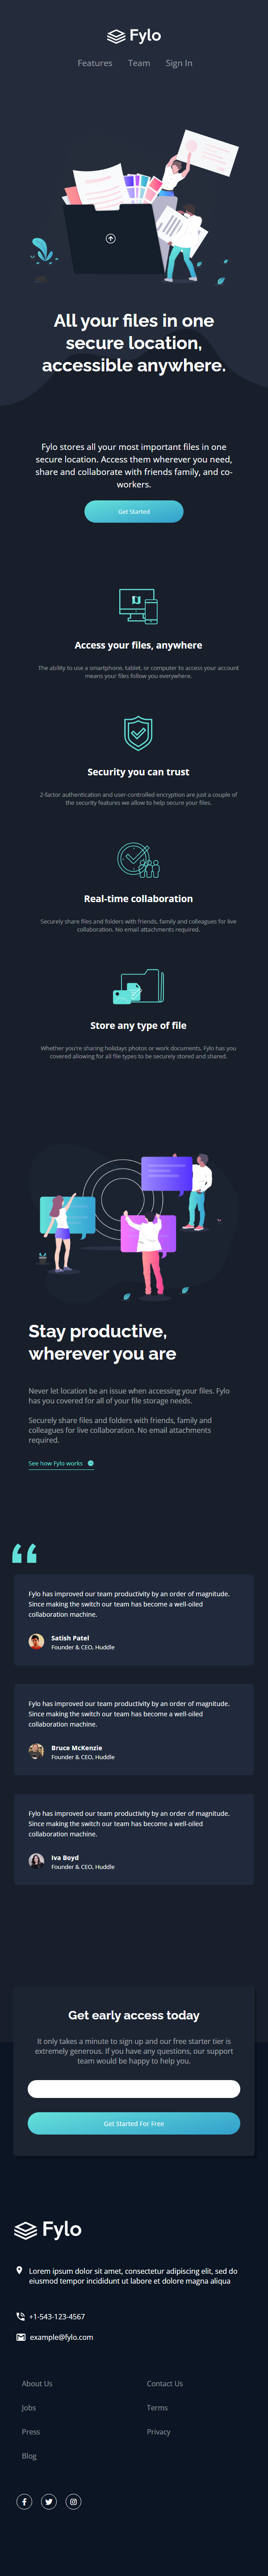 Fylo
Features Team Sign In
All your files in one
secure location,
accessible anywhere.
Fylo stores all your most important files in one
secure location. Access them wherever you need,
share and collaborate with friends family, and co-
workers.
Get Started
Access your files, anywhere
The ability to use a smartphone, tablet, or computer to access your account
means your files follow you everywhere.
Security you can trust
2-factor authentication and user-controlled encryption are just a couple of
the security features we allow to help secure your files.
Real-time collaboration
Securely share files and folders with friends, family and colleagues for live
collaboration. No email attachments required.
Store any type of file
Whether you're sharing holidays photos or work documents, Fylo has you
covered allowing for all file types to be securely stored and shared.
Stay productive,
wherever you are
Never let location be an issue when accessing your files. Fylo
has you covered for all of your file storage needs.
Securely share files and folders with friends, family and
colleagues for live collaboration. No email attachments
required.
See how Fylo works
Fylo has improved our team productivity by an order of magnitude.
Since making the switch our team has become a well-oiled
collaboration machine.
Satish Patel
Founder & CEO, Huddle
Fylo has improved our team productivity by an order of magnitude.
Since making the switch our team has become a well-oiled
collaboration machine.
Bruce McKenzie
Founder & CEO, Huddle
Fylo has improved our team productivity by an order of magnitude.
Since making the switch our team has become a well-oiled
collaboration machine.
Iva Boyd
Founder & CEO, Huddle
Get early access today
It only takes a minute to sign up and our free starter tier is
extremely generous. If you have any questions, our support
team would be happy to help you.
Get Started For Free
Fylo
Lorem ipsum dolor sit amet, consectetur adipiscing elit, sed do
eiusmod tempor incididunt ut labore et dolore magna aliqua
+1-543-123-4567
example@fylo.com
About Us
Jobs
Press
Blog
Contact Us
Terms
Privacy